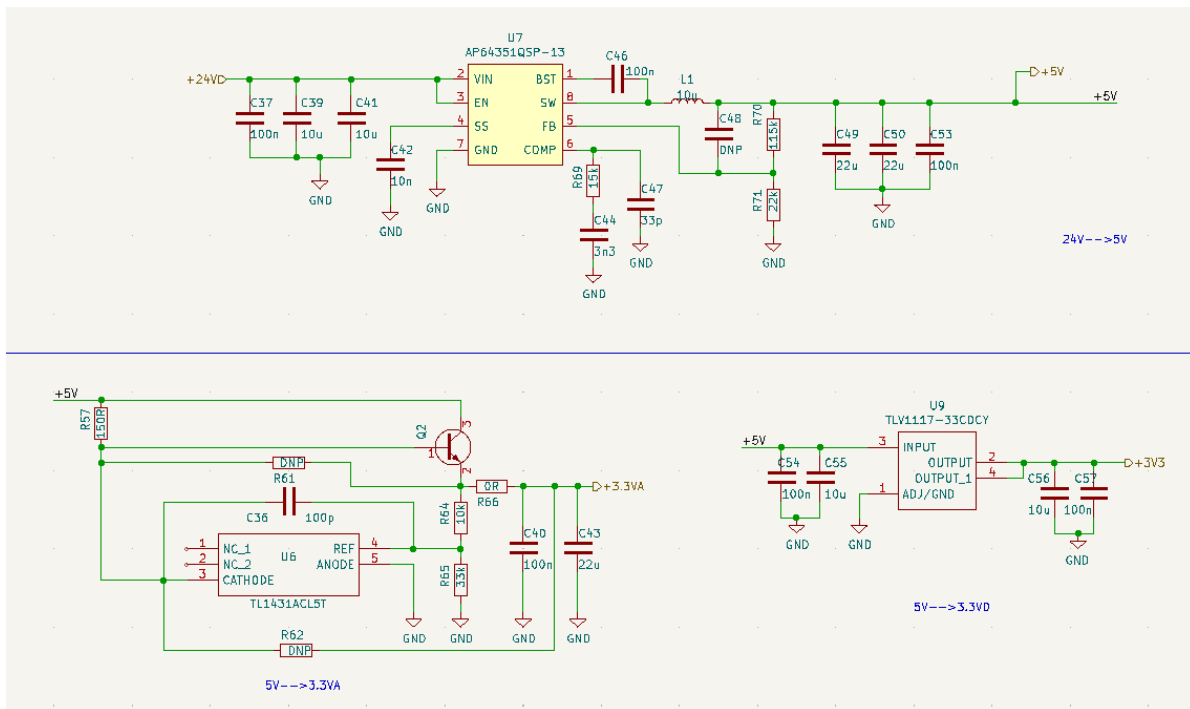 U7
AP64351QSP-13
+24V
2 VIN BST 1
3 EN SW 8
4 SS FB 5
7 GND COMP 6
C46
100n
L1
10u
+5V
+5V
C37
100n
C39
10u
C41
10u
GND
C42
10n
GND
GND
R69
15k
C44
3n3
GND
C47
33p
GND
C48
DNP
R70
115k
R71
22k
GND
C49
22u
C50
22u
C53
100n
GND
24V-->5V
+5V
R57
150R
Q2
1
3
2
DNP
R61
C36
100p
R64
10k
0R
R66
+3.3VA
U6
1 NC_1 REF 4
2 NC_2 ANODE 5
3 CATHODE
TL1431ACL5T
R65
33k
C40
100n
C43
22u
GND
GND
GND
GND
R62
DNP
5V-->3.3VA
U9
TLV1117-33CDCY
+5V
3 INPUT
OUTPUT 2
OUTPUT_1 4
1 ADJ/GND
C54
100n
C55
10u
GND
GND
C56
10u
C57
100n
GND
+3V3
5V-->3.3VD